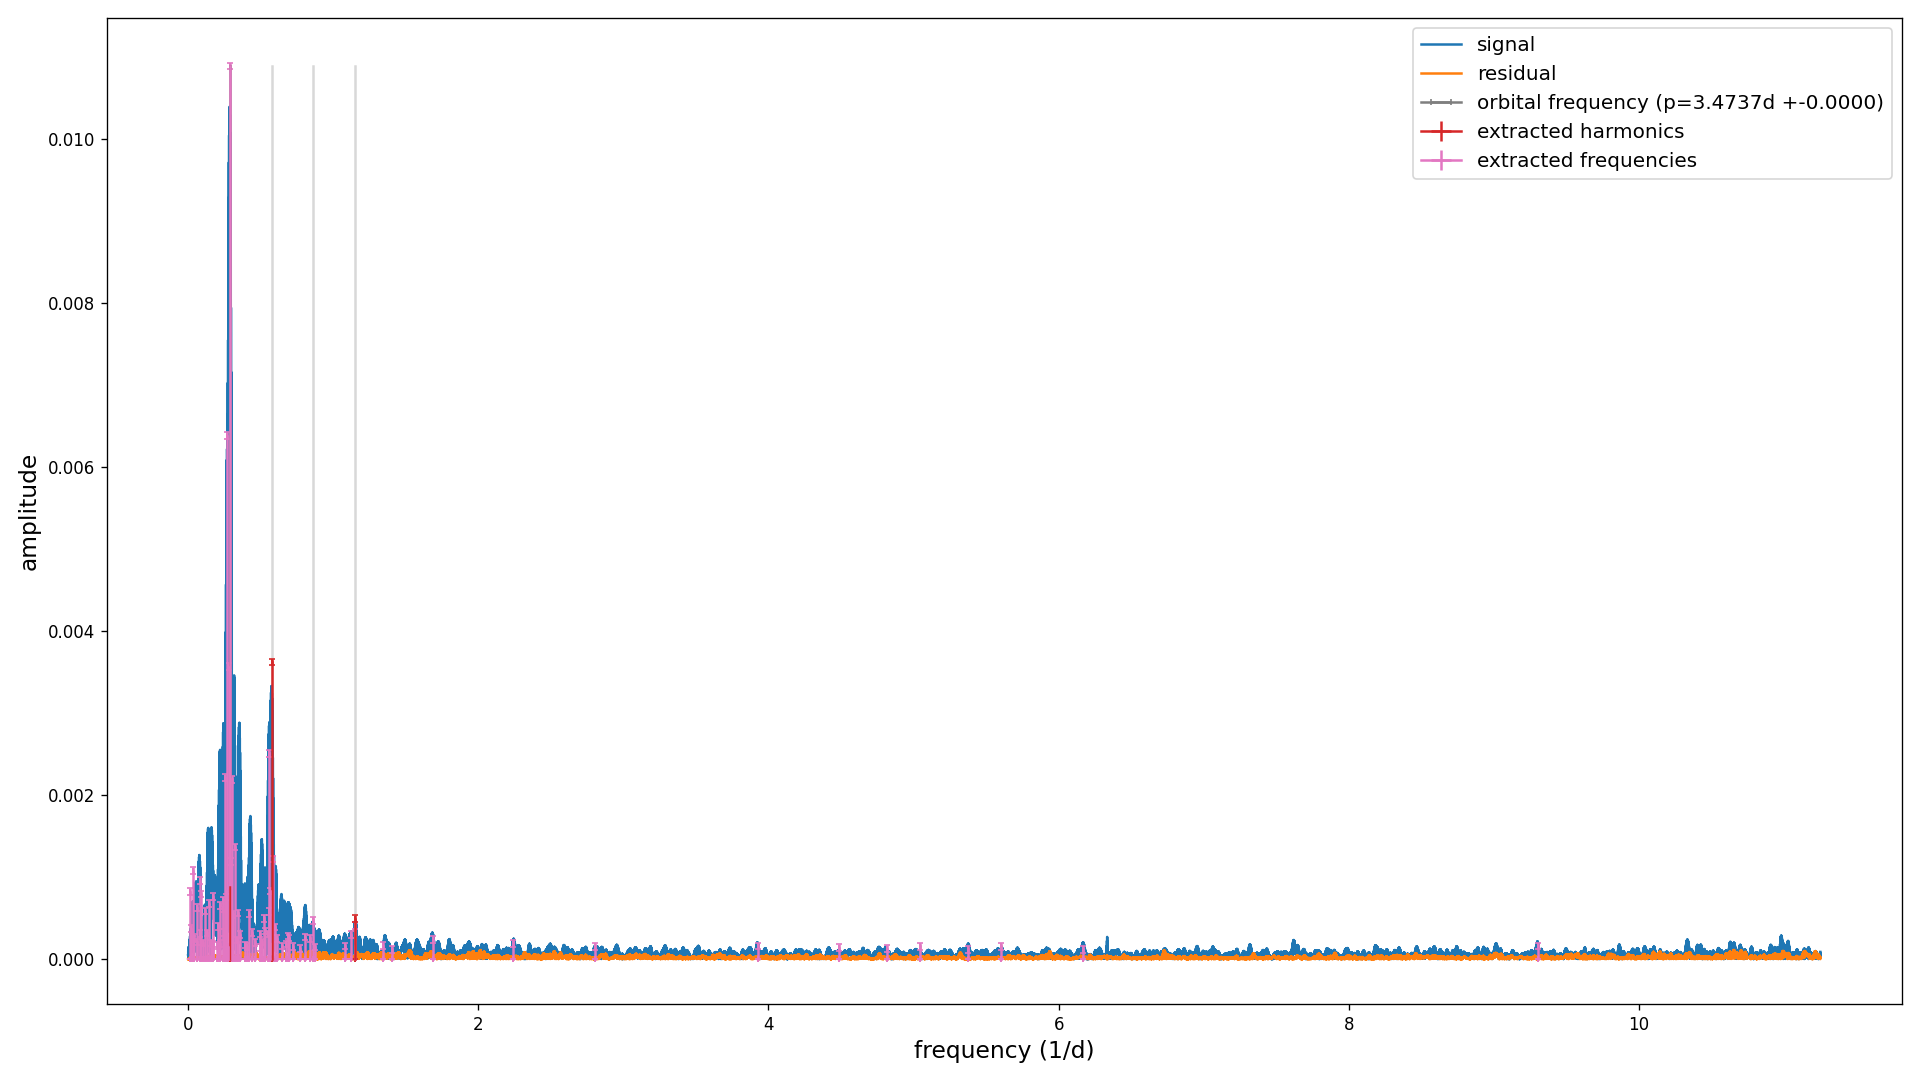 signal
residual
orbital frequency (p=3.4737d +-0.0000)
extracted harmonics
extracted frequencies
amplitude
0.010
0.008
0.006
0.004
0.002
0.000
0 2 4 6 8 10
frequency (1/d)